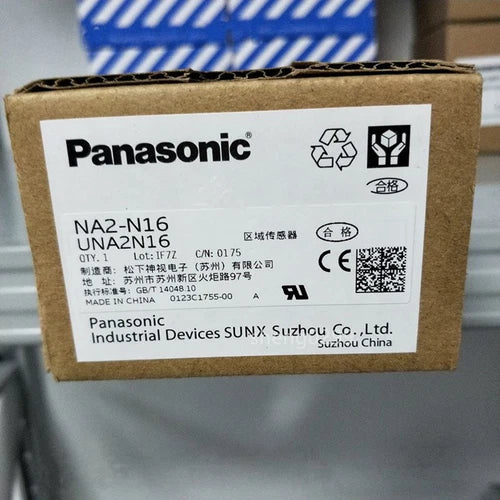 Panasonic®
合格
NA2-N16
UNA2N16
区域传感器
合格
QTY. 1 Lot: IF7Z C/N: 0175
制造商: 松下神视电子（苏州）有限公司
地 址: 苏州市苏州新区火炬路97号
执行标准号: GB/T 14048.10
MADE IN CHINA 0123C1755-00 A
CE
Panasonic
Industrial Devices SUNX Suzhou Co.,Ltd.
Suzhou China